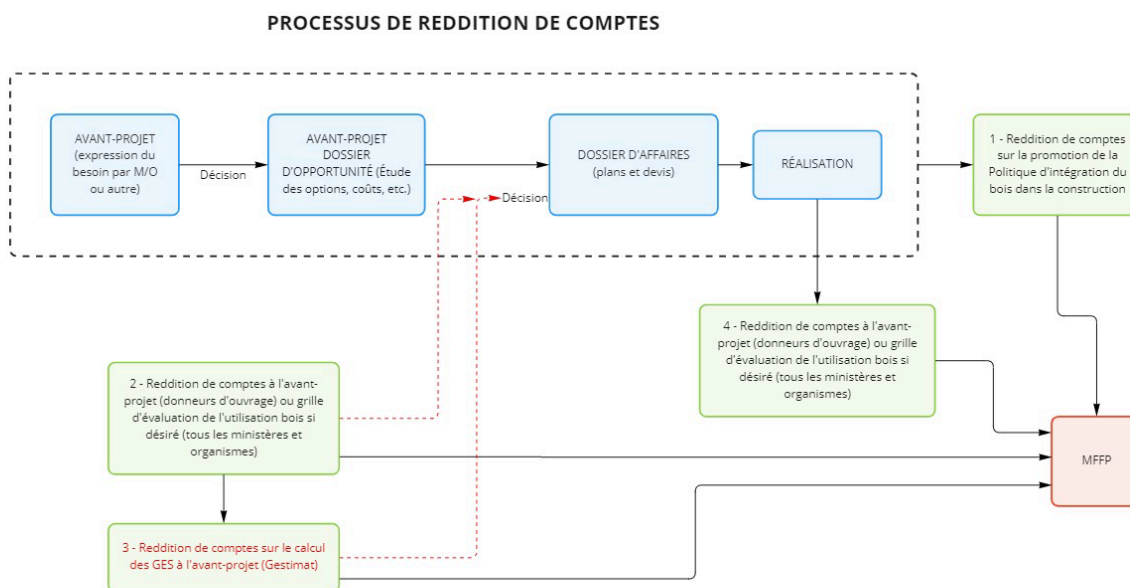 PROCESSUS DE REDDITION DE COMPTES
AVANT-PROJET
(expression du
besoin par M/O
ou autre)
Décision
AVANT-PROJET
DOSSIER
D'OPPORTUNITÉ (Étude
des options, coûts, etc.)
Décision
DOSSIER D'AFFAIRES
(plans et devis)
RÉALISATION
1 - Reddition de comptes
sur la promotion de la
Politique d'intégration du
bois dans la construction
4 - Reddition de comptes à l'avant-
projet (donneurs d'ouvrage) ou grille
d'évaluation de l'utilisation bois si
désiré (tous les ministères et
organismes)
2 - Reddition de comptes à l'avant-
projet (donneurs d'ouvrage) ou grille
d'évaluation de l'utilisation bois si
désiré (tous les ministères et
organismes)
MFFP
3 - Reddition de comptes sur le calcul
des GES à l'avant-projet (Gestimat)